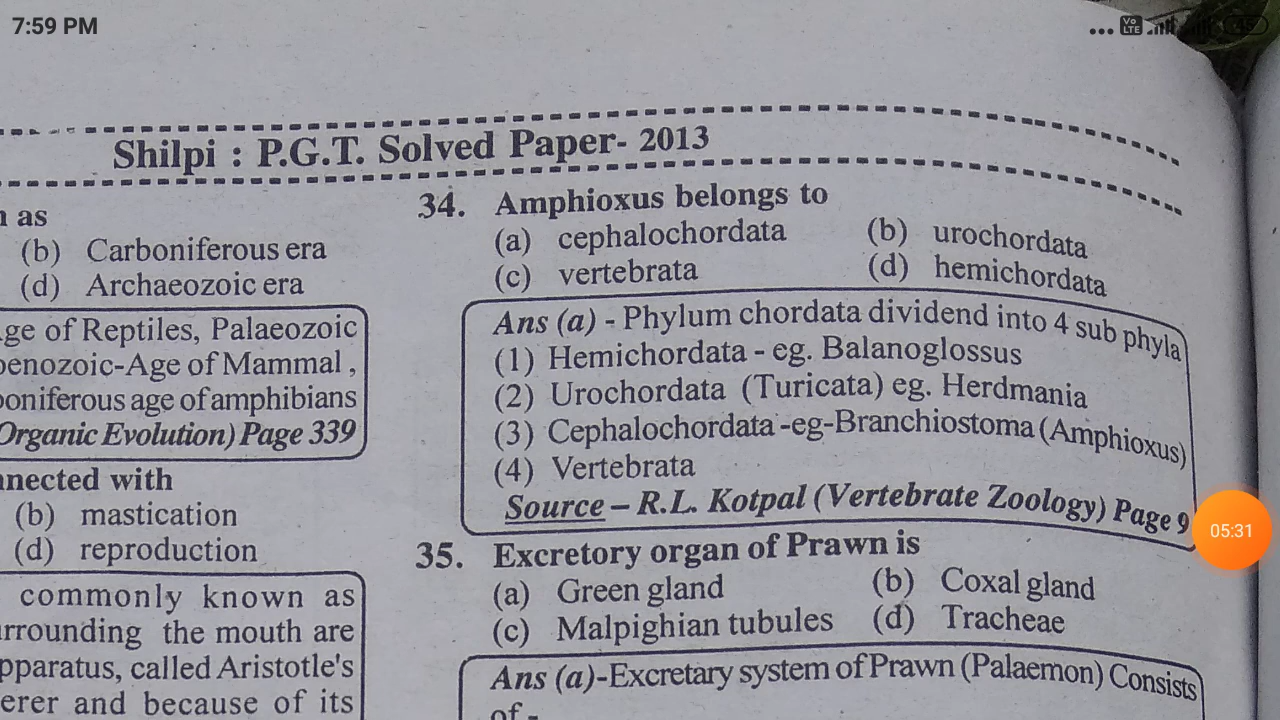 7:59 PM
Shilpi : P.G.T. Solved Paper- 2013
as
(b) Carboniferous era
(d) Archaeozoic era
ge of Reptiles, Palaeozoic
enozoic-Age of Mammal ,
oniferous age of amphibians
Organic Evolution) Page 339
nnected with
(b) mastication
(d) reproduction
commonly known as
rrounding the mouth are
pparatus, called Aristotle's
erer and because of its
34. Amphioxus belongs to
(a) cephalochordata (b) urochordata
(c) vertebrata (d) hemichordata
Ans (a) - Phylum chordata dividend into 4 sub phyla
(1) Hemichordata - eg. Balanoglossus
(2) Urochordata (Turicata) eg. Herdmania
(3) Cephalochordata -eg-Branchiostoma (Amphioxus)
(4) Vertebrata
Source – R.L. Kotpal (Vertebrate Zoology) Page 9
35. Excretory organ of Prawn is
(a) Green gland (b) Coxal gland
(c) Malpighian tubules (d) Tracheae
Ans (a)-Excretary system of Prawn (Palaemon) Consists
of -
05:31